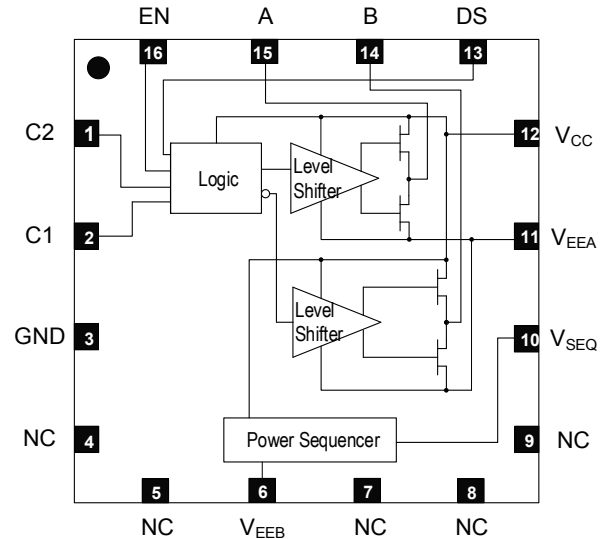 EN A B DS
16 15 14 13
C2 1 12 VCC
Logic
Level
Shifter
C1 2 11 VEEA
Level
Shifter
GND 3 10 VSEQ
NC 4 Power Sequencer 9 NC
5 6 7 8
NC VEEB NC NC